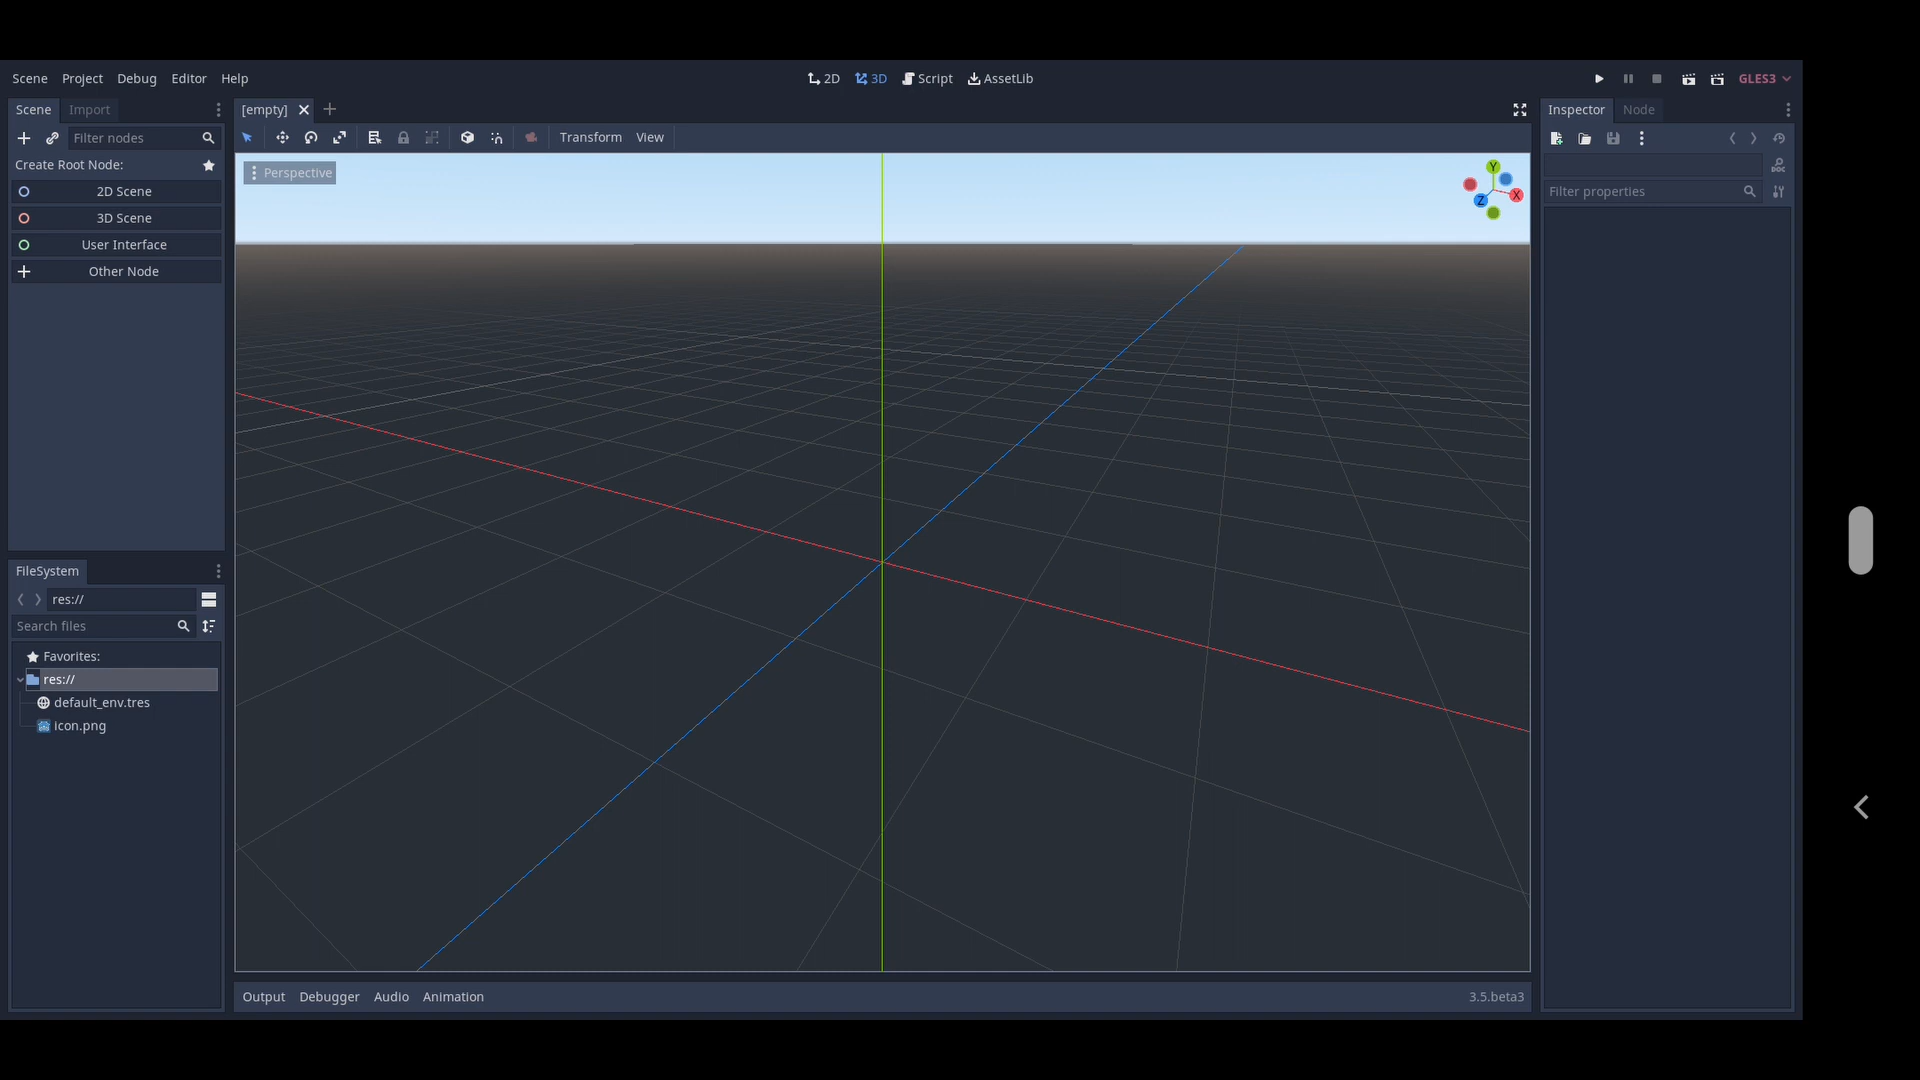 Scene Project Debug Editor Help
2D 3D Script AssetLib
GLES3
Scene Import
Filter nodes
Create Root Node:
2D Scene
3D Scene
User Interface
Other Node
[empty]
Transform View
Perspective
Y
X
Z
Inspector Node
DOC
Filter properties
FileSystem
res://
Search files
Favorites:
res://
default_env.tres
icon.png
Output Debugger Audio Animation
3.5.beta3